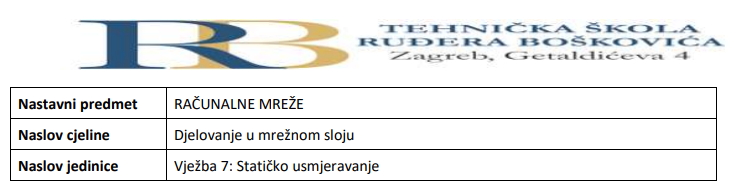 RB
TEHNIČKA ŠKOLA
RUĐERA BOŠKOVIĆA
Zagreb, Getaldićeva 4
Nastavni predmet RAČUNALNE MREŽE
Naslov cjeline Djelovanje u mrežnom sloju
Naslov jedinice Vježba 7: Statičko usmjeravanje